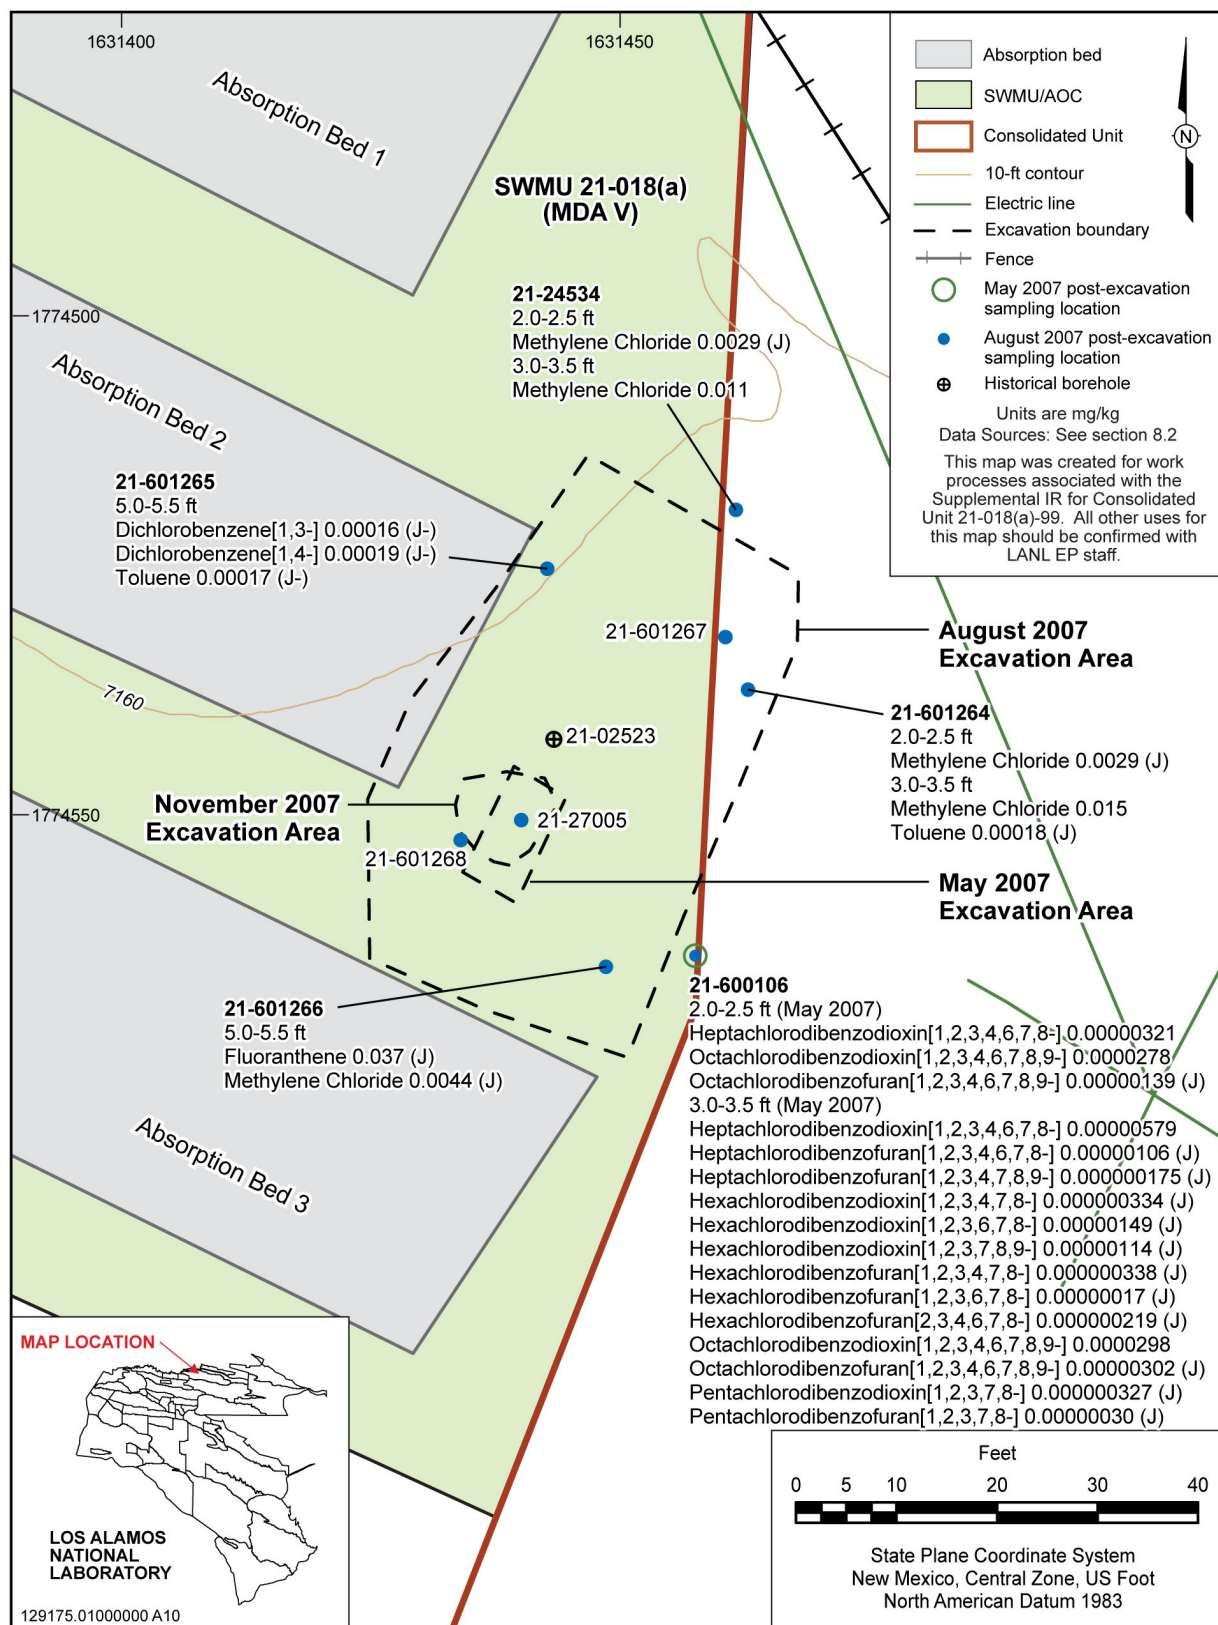 1631400
1631450
Absorption Bed 1
SWMU 21-018(a)
(MDA V)
1774500
21-24534
2.0-2.5 ft
Methylene Chloride 0.0029 (J)
3.0-3.5 ft
Methylene Chloride 0.011
Absorption Bed 2
21-601265
5.0-5.5 ft
Dichlorobenzene[1,3-] 0.00016 (J-)
Dichlorobenzene[1,4-] 0.00019 (J-)
Toluene 0.00017 (J-)
Absorption bed
SWMU/AOC
Consolidated Unit
10-ft contour
Electric line
Excavation boundary
Fence
May 2007 post-excavation
sampling location
August 2007 post-excavation
sampling location
Historical borehole
N
Units are mg/kg
Data Sources: See section 8.2
This map was created for work
processes associated with the
Supplemental IR for Consolidated
Unit 21-018(a)-99. All other uses for
this map should be confirmed with
LANL EP staff.
21-601267
August 2007
Excavation Area
7160
21-601264
2.0-2.5 ft
Methylene Chloride 0.0029 (J)
3.0-3.5 ft
Methylene Chloride 0.015
Toluene 0.00018 (J)
21-02523
November 2007
Excavation Area
1774550
21-27005
21-601268
May 2007
Excavation Area
21-601266
5.0-5.5 ft
Fluoranthene 0.037 (J)
Methylene Chloride 0.0044 (J)
21-600106
2.0-2.5 ft (May 2007)
Heptachlorodibenzodioxin[1,2,3,4,6,7,8-] 0.00000321
Octachlorodibenzodioxin[1,2,3,4,6,7,8,9-] 0.0000278
Octachlorodibenzofuran[1,2,3,4,6,7,8,9-] 0.00000139 (J)
3.0-3.5 ft (May 2007)
Heptachlorodibenzodioxin[1,2,3,4,6,7,8-] 0.00000579
Heptachlorodibenzofuran[1,2,3,4,6,7,8-] 0.00000106 (J)
Heptachlorodibenzofuran[1,2,3,4,7,8,9-] 0.000000175 (J)
Hexachlorodibenzodioxin[1,2,3,4,7,8-] 0.000000334 (J)
Hexachlorodibenzodioxin[1,2,3,6,7,8-] 0.00000149 (J)
Hexachlorodibenzodioxin[1,2,3,7,8,9-] 0.00000114 (J)
Hexachlorodibenzofuran[1,2,3,4,7,8-] 0.000000338 (J)
Hexachlorodibenzofuran[1,2,3,6,7,8-] 0.00000017 (J)
Hexachlorodibenzofuran[2,3,4,6,7,8-] 0.000000219 (J)
Octachlorodibenzodioxin[1,2,3,4,6,7,8,9-] 0.0000298
Octachlorodibenzofuran[1,2,3,4,6,7,8,9-] 0.00000302 (J)
Pentachlorodibenzodioxin[1,2,3,7,8-] 0.000000327 (J)
Pentachlorodibenzofuran[1,2,3,7,8-] 0.00000030 (J)
Absorption Bed 3
MAP LOCATION
LOS ALAMOS
NATIONAL
LABORATORY
129175.01000000 A10
Feet
0 5 10 20 30 40
State Plane Coordinate System
New Mexico, Central Zone, US Foot
North American Datum 1983